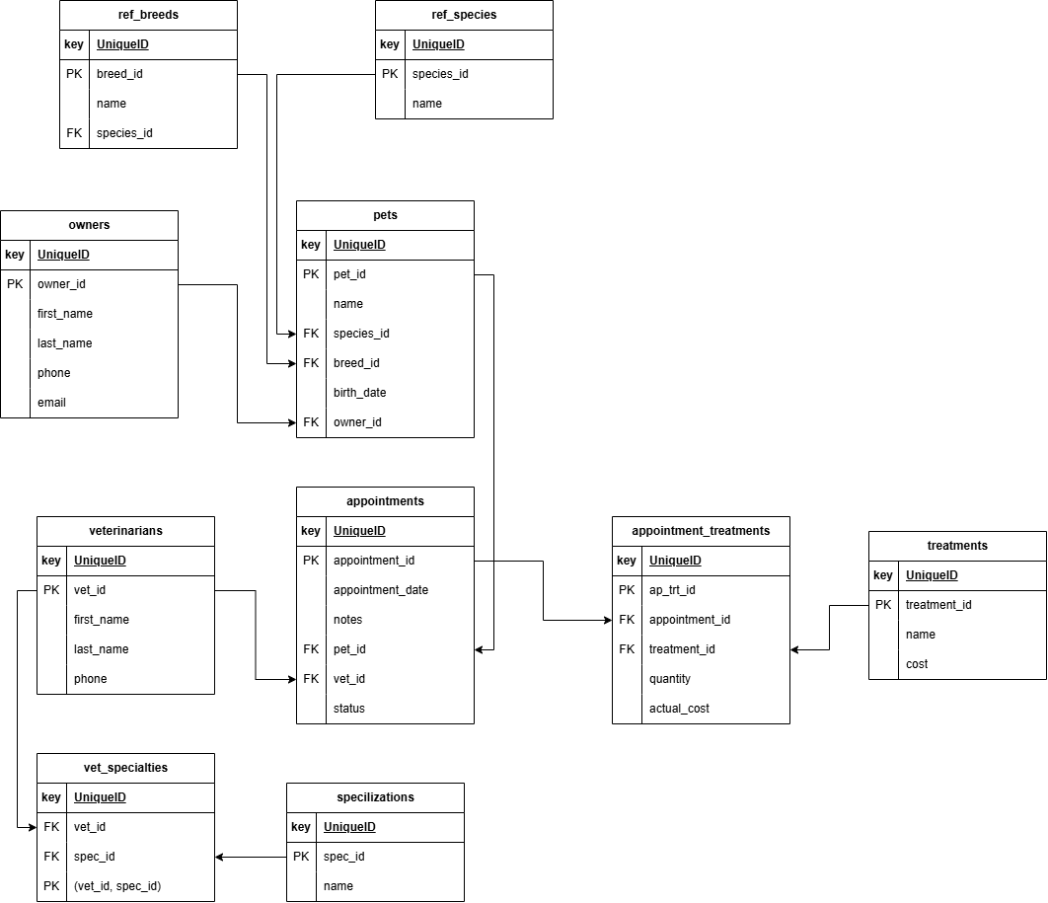 ref_breeds
key UniqueID
PK breed_id
name
FK species_id
ref_species
key UniqueID
PK species_id
name
owners
key UniqueID
PK owner_id
first_name
last_name
phone
email
pets
key UniqueID
PK pet_id
name
FK species_id
FK breed_id
birth_date
FK owner_id
veterinarians
key UniqueID
PK vet_id
first_name
last_name
phone
appointments
key UniqueID
PK appointment_id
appointment_date
notes
FK pet_id
FK vet_id
status
appointment_treatments
key UniqueID
PK ap_trt_id
FK appointment_id
FK treatment_id
quantity
actual_cost
treatments
key UniqueID
PK treatment_id
name
cost
vet_specialties
key UniqueID
FK vet_id
FK spec_id
PK (vet_id, spec_id)
specilizations
key UniqueID
PK spec_id
name